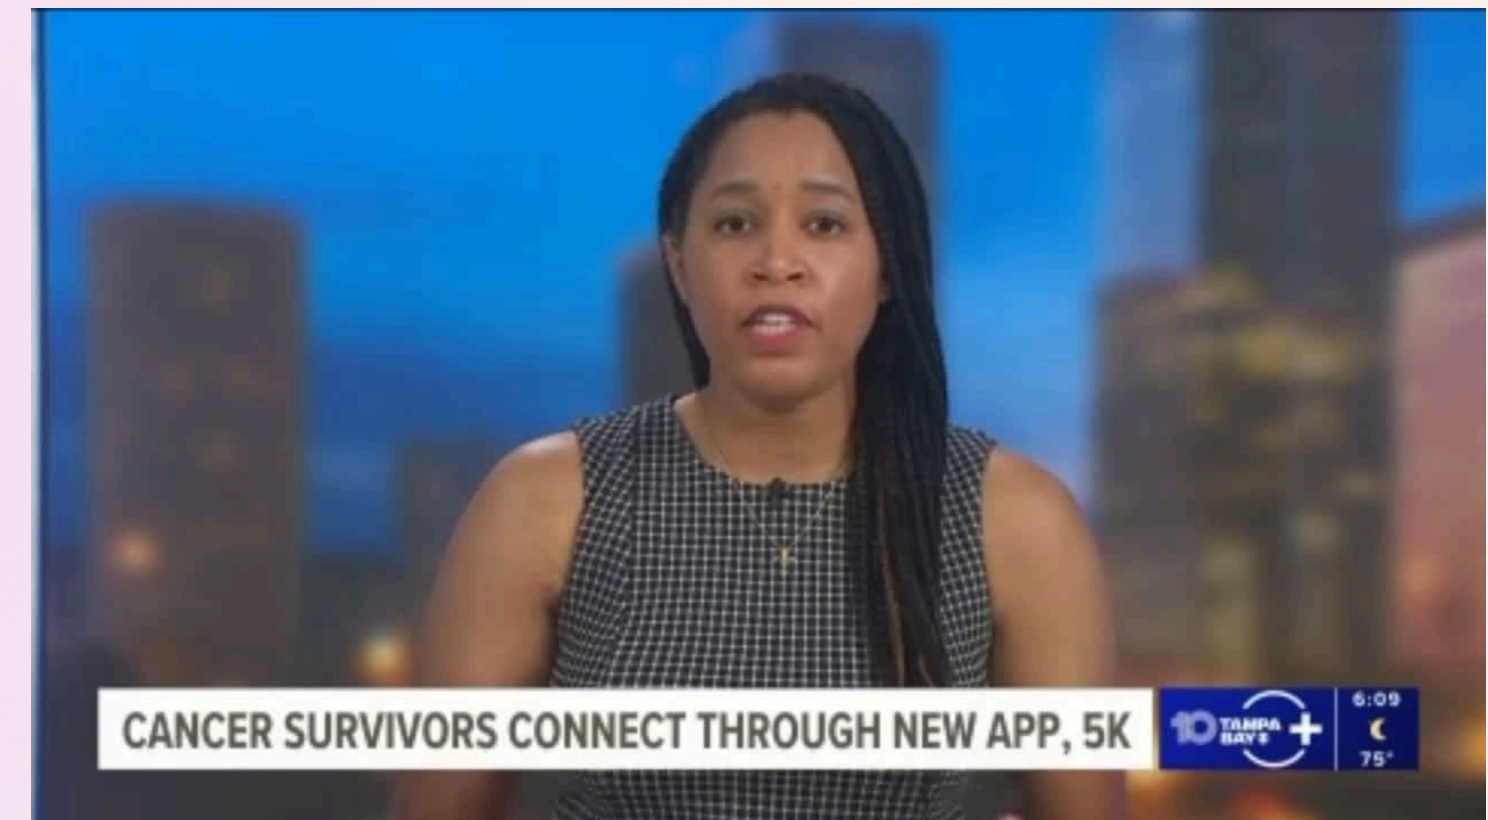 CANCER SURVIVORS CONNECT THROUGH NEW APP, 5K
10 TAMPA BAY +
6:09
75°